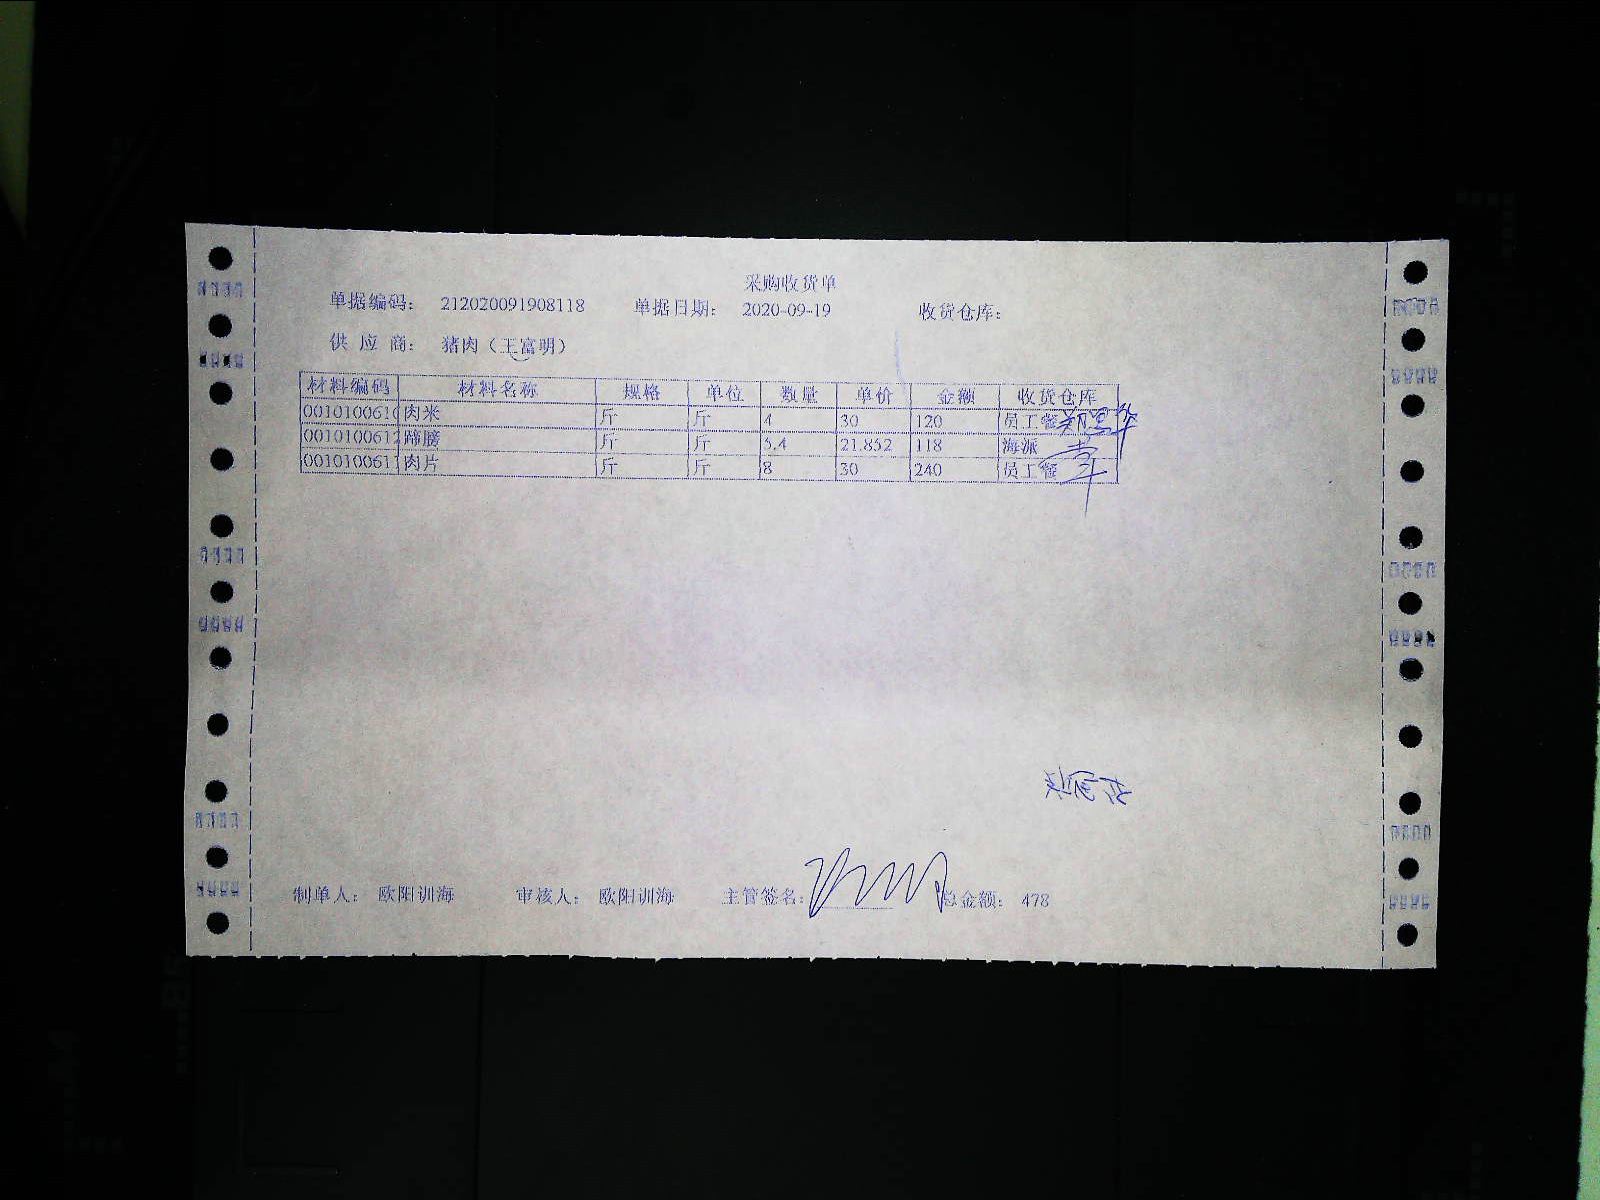 采购收货单
单据编码： 212020091908118 单据日期： 2020-09-19 收货仓库：
供 应 商： 猪肉（王富明）
材料编码 材料名称 规格 单位 数量 单价 金额 收货仓库
0010100610 肉米 斤 斤 4 30 120 员工餐
0010100612 蹄膀 斤 斤 5.4 21.852 118 海派
0010100611 肉片 斤 斤 8 30 240 员工餐
制单人： 欧阳训海 审核人： 欧阳训海 主管签名： 总金额： 478